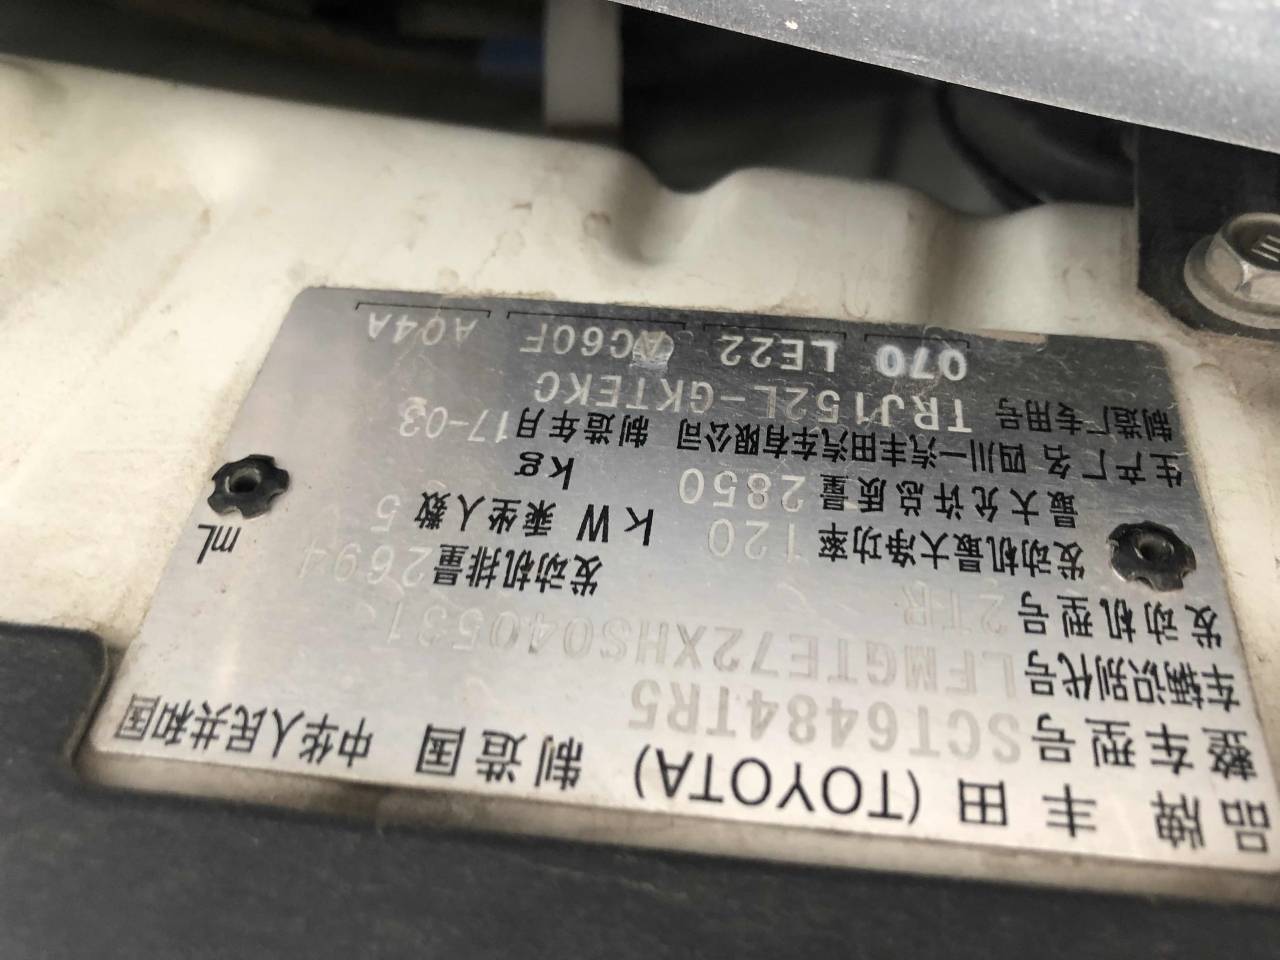 品牌 丰田(TOYOTA) 制造国 中华人民共和国
整车型号 SCT6484TR5
车辆识别代号 LFMGTE72XHS040531
发动机型号 2TR 发动机排量 2694 mL
发动机最大净功率 120 kW 乘坐人数 5
最大允许总质量 2850 kg
生产厂名 四川一汽丰田汽车有限公司 制造年月 17-03
制造厂专用号 TRJ152L-GKTEKC
070 LE22 AC60F A04A